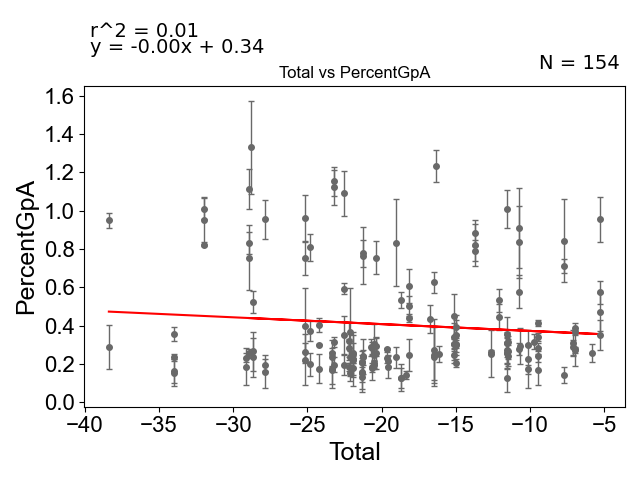 r^2 = 0.01
y = -0.00x + 0.34
N = 154
Total vs PercentGpA
1.6
1.4
1.2
1.0
0.8
0.6
0.4
0.2
0.0
PercentGpA
−40 −35 −30 −25 −20 −15 −10 −5
Total